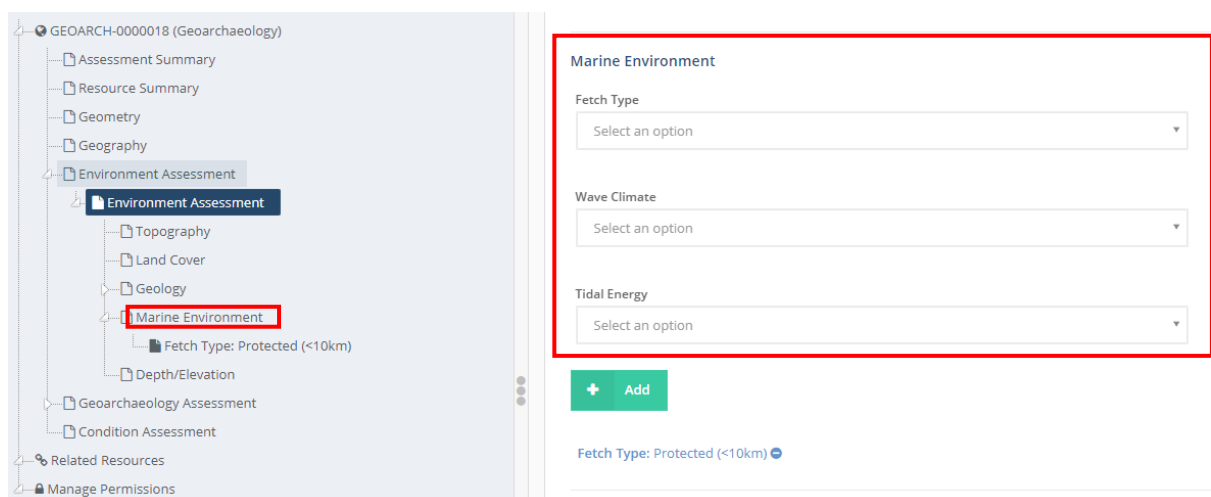 GEOARCH-0000018 (Geoarchaeology)
Assessment Summary
Resource Summary
Geometry
Geography
Environment Assessment
Environment Assessment
Topography
Land Cover
Geology
Marine Environment
Fetch Type: Protected (<10km)
Depth/Elevation
Geoarchaeology Assessment
Condition Assessment
Related Resources
Manage Permissions
Marine Environment
Fetch Type
Select an option
Wave Climate
Select an option
Tidal Energy
Select an option
Add
Fetch Type: Protected (<10km)